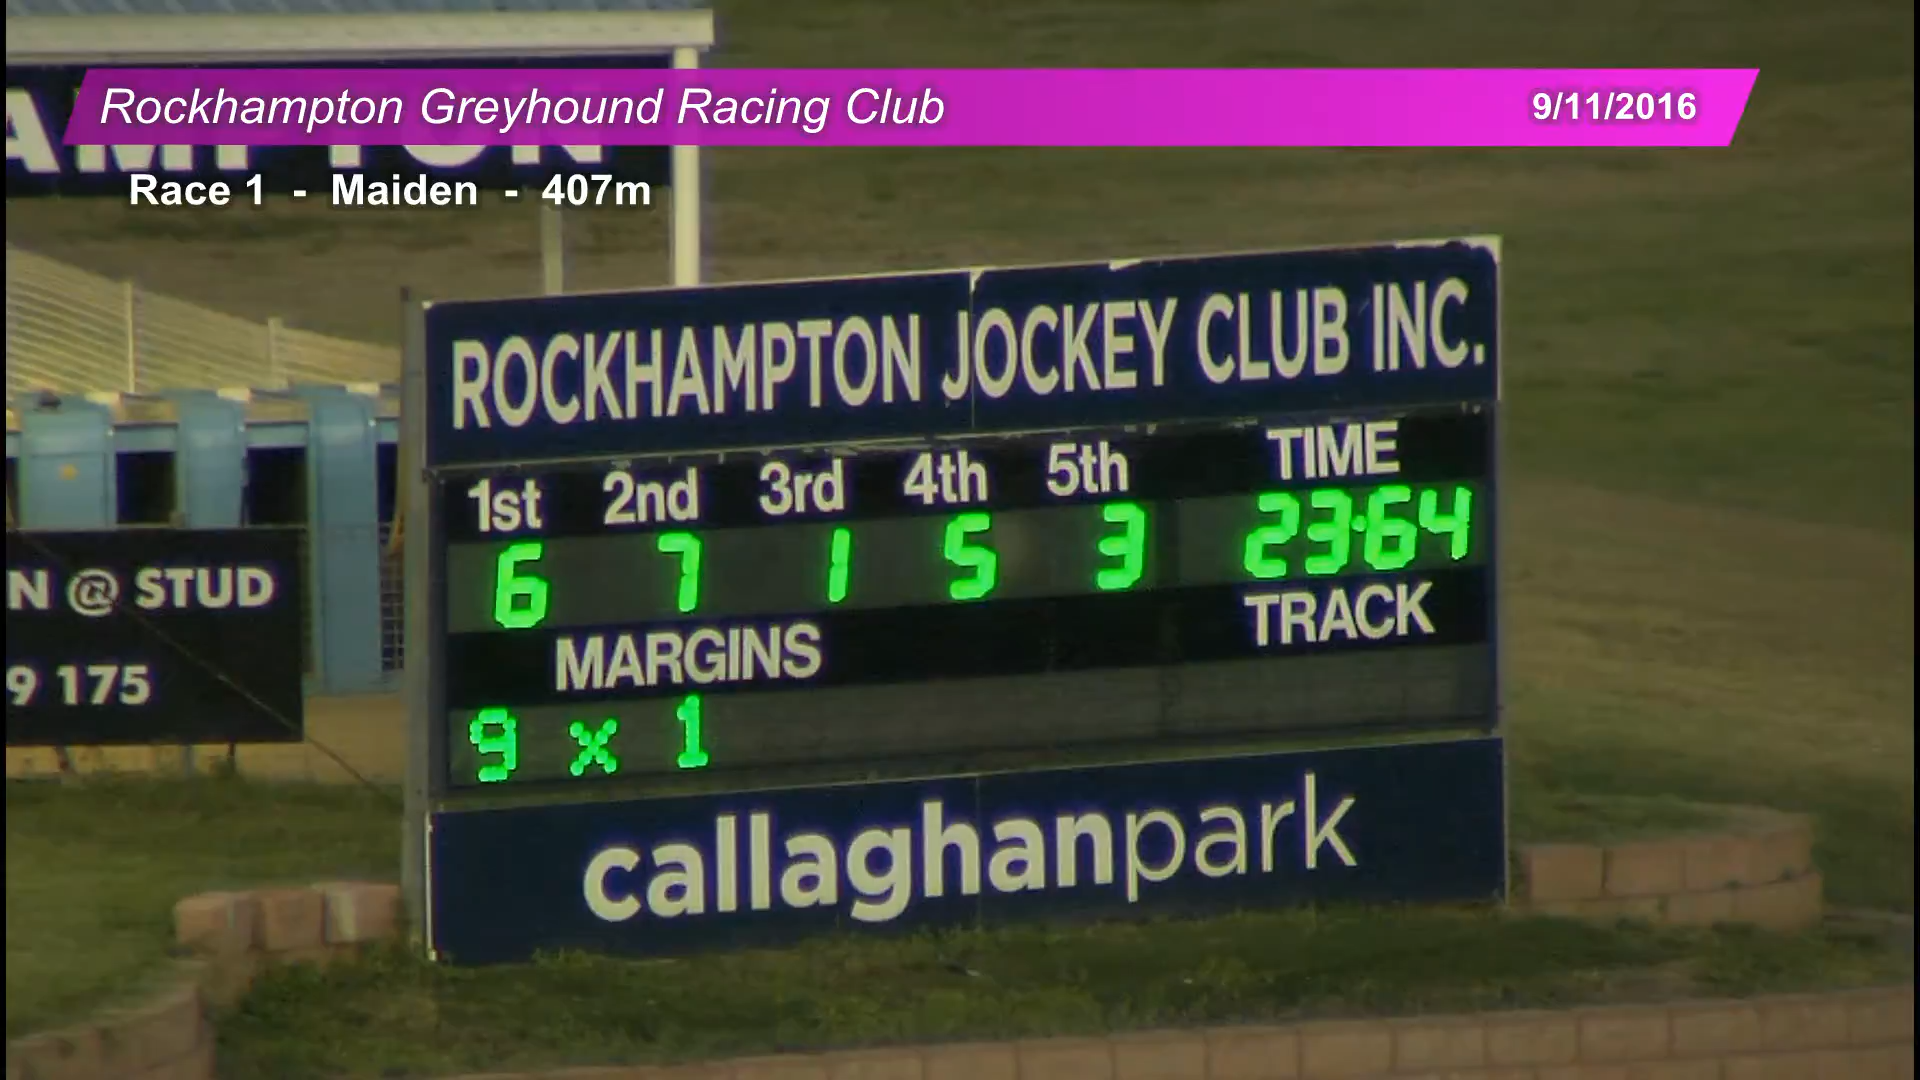 Rockhampton Greyhound Racing Club 9/11/2016
Race 1 - Maiden - 407m
ROCKHAMPTON JOCKEY CLUB INC.
1st 2nd 3rd 4th 5th TIME
6 7 1 5 3 23:64
MARGINS TRACK
9 x 1
callaghanpark
N @ STUD
9 175